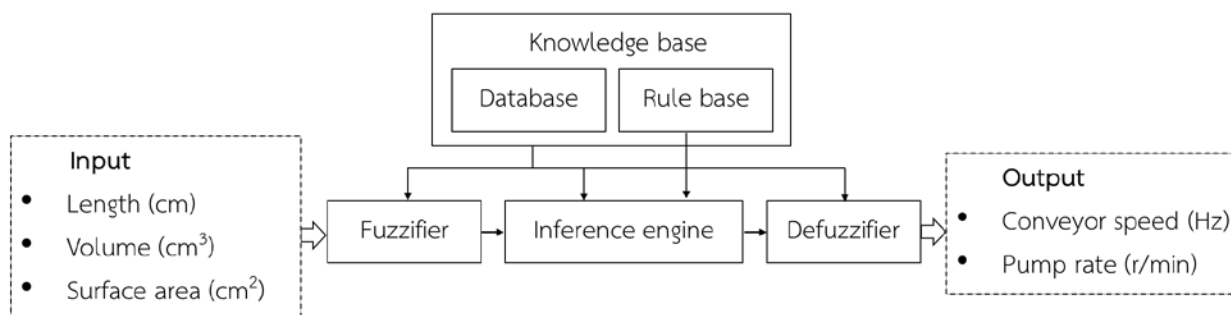 Knowledge base
Database
Rule base
Input
• Length (cm)
• Volume (cm³)
• Surface area (cm²)
Fuzzifier
Inference engine
Defuzzifier
Output
• Conveyor speed (Hz)
• Pump rate (r/min)